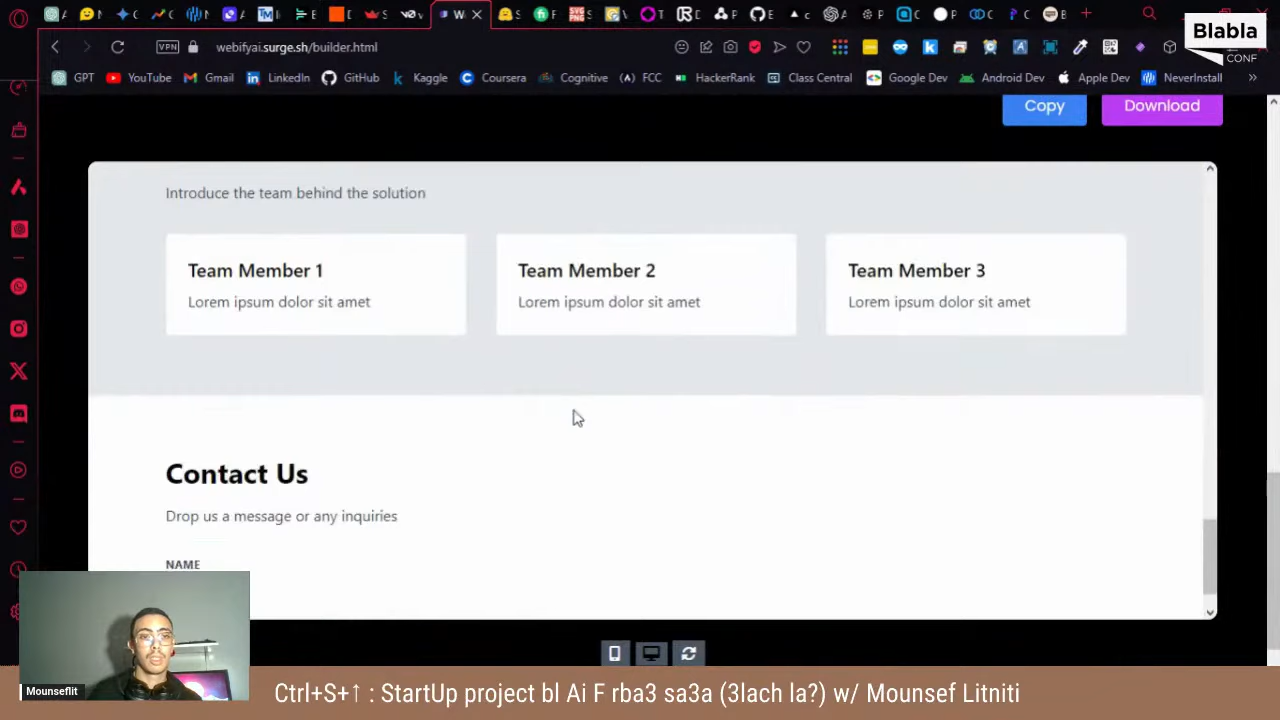 Blabla
CONF
VPN
webifyai.surge.sh/builder.html
GPT YouTube Gmail LinkedIn GitHub Kaggle Coursera Cognitive FCC HackerRank Class Central Google Dev Android Dev Apple Dev NeverInstall
Copy Download
Introduce the team behind the solution
Team Member 1
Lorem ipsum dolor sit amet
Team Member 2
Lorem ipsum dolor sit amet
Team Member 3
Lorem ipsum dolor sit amet
Contact Us
Drop us a message or any inquiries
NAME
Mounseflit
Ctrl+S+↑ : StartUp project bl Ai F rba3 sa3a (3lach la?) w/ Mounsef Litniti